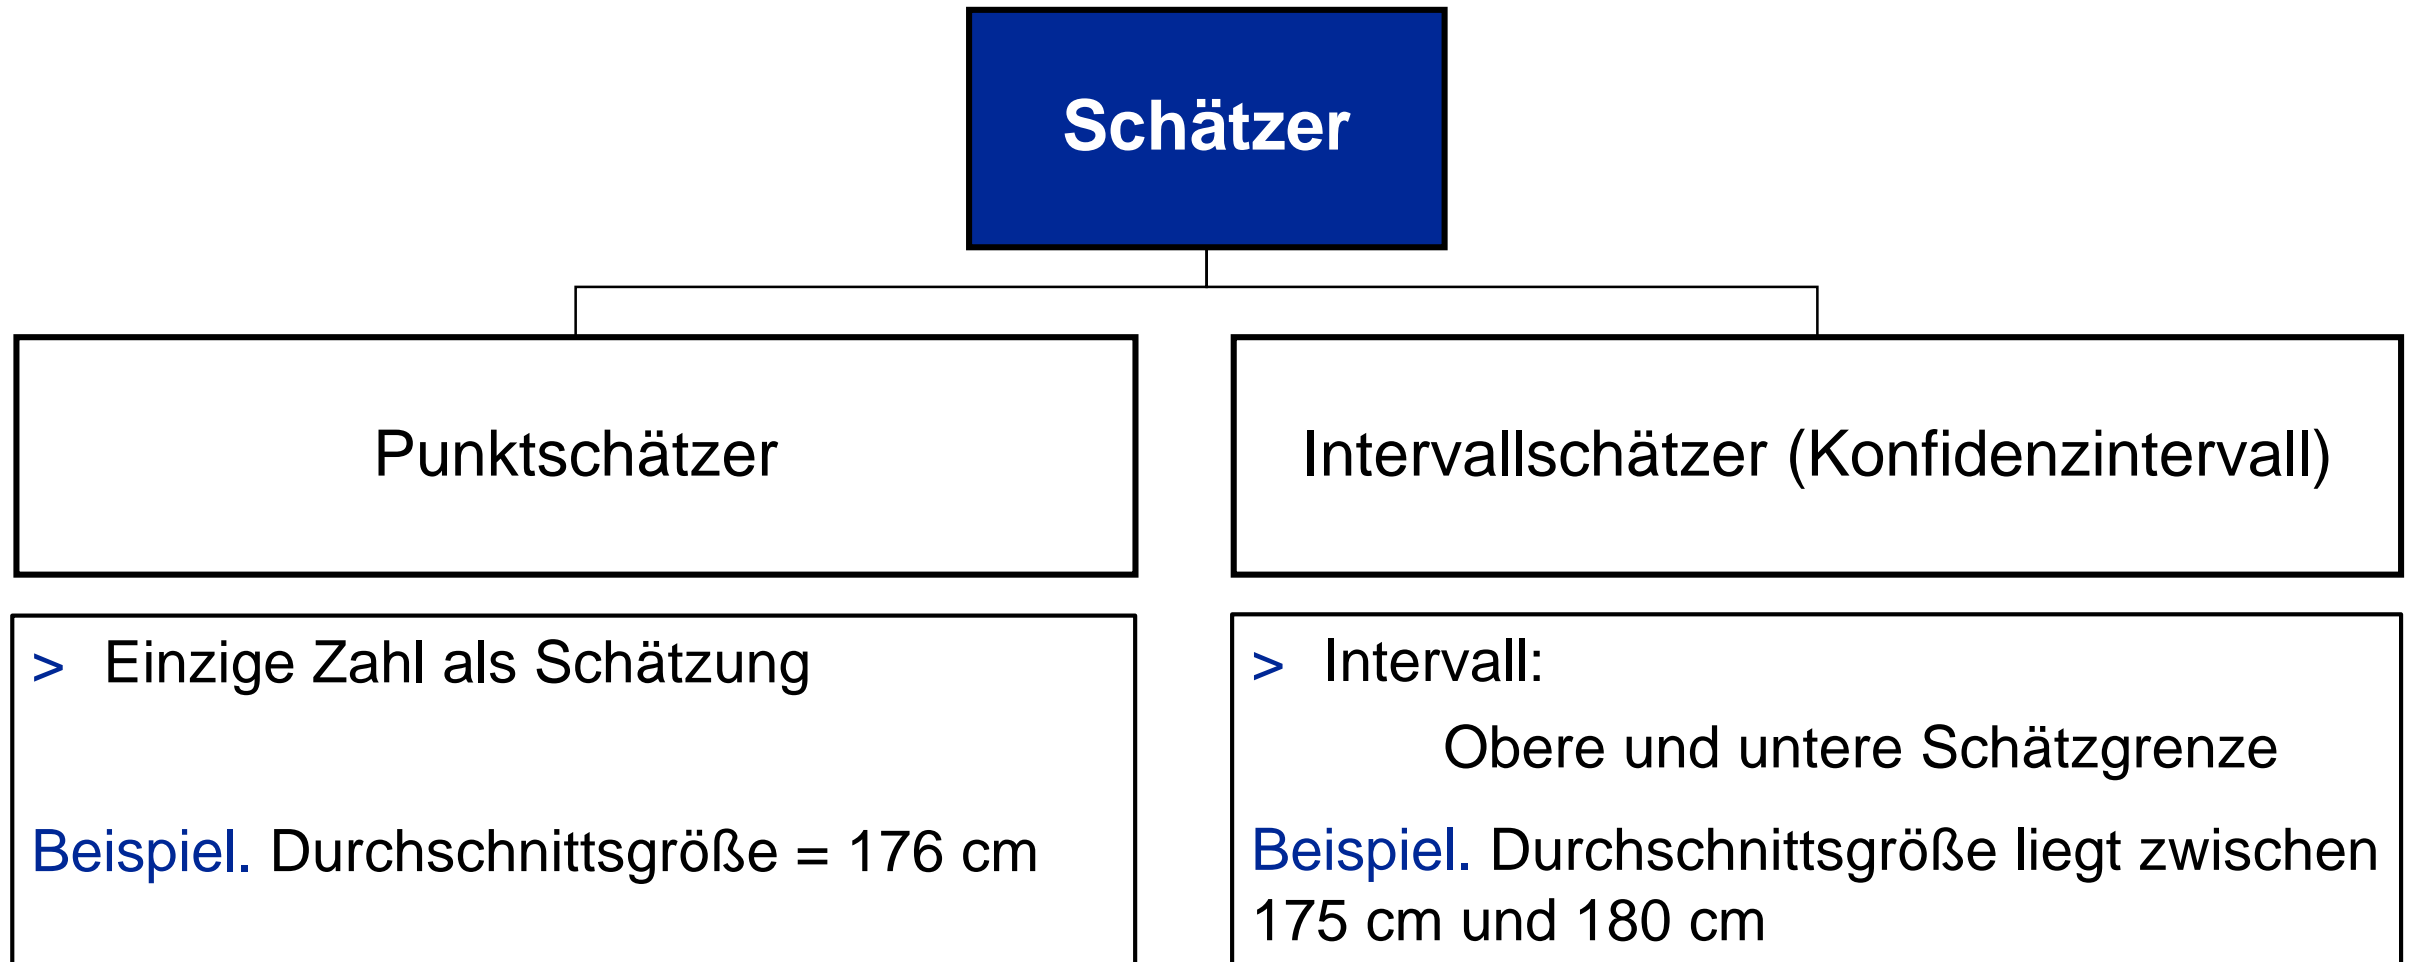 Schätzer
Punktschätzer
Intervallschätzer (Konfidenzintervall)
> Einzige Zahl als Schätzung
Beispiel. Durchschnittsgröße = 176 cm
> Intervall:
Obere und untere Schätzgrenze
Beispiel. Durchschnittsgröße liegt zwischen
175 cm und 180 cm